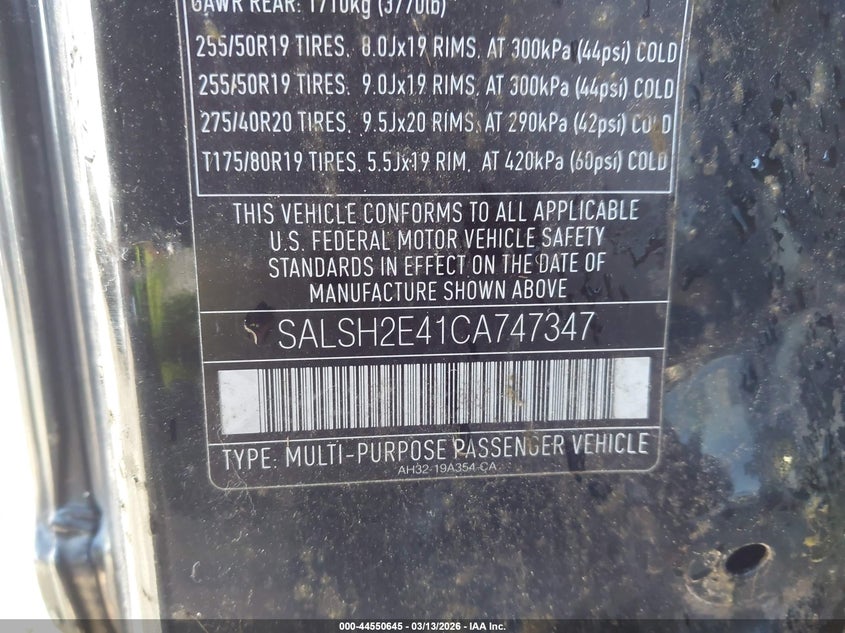 GAWR REAR: 1710kg (3770lb)
255/50R19 TIRES, 8.0Jx19 RIMS, AT 300kPa (44psi) COLD
255/50R19 TIRES, 9.0Jx19 RIMS, AT 300kPa (44psi) COLD
275/40R20 TIRES, 9.5Jx20 RIMS, AT 290kPa (42psi) COLD
T175/80R19 TIRES, 5.5Jx19 RIM, AT 420kPa (60psi) COLD
THIS VEHICLE CONFORMS TO ALL APPLICABLE
U.S. FEDERAL MOTOR VEHICLE SAFETY
STANDARDS IN EFFECT ON THE DATE OF
MANUFACTURE SHOWN ABOVE
SALSH2E41CA747347
TYPE: MULTI-PURPOSE PASSENGER VEHICLE
AH32-19A354-CA
000-44550645 - 03/13/2026 - IAA Inc.